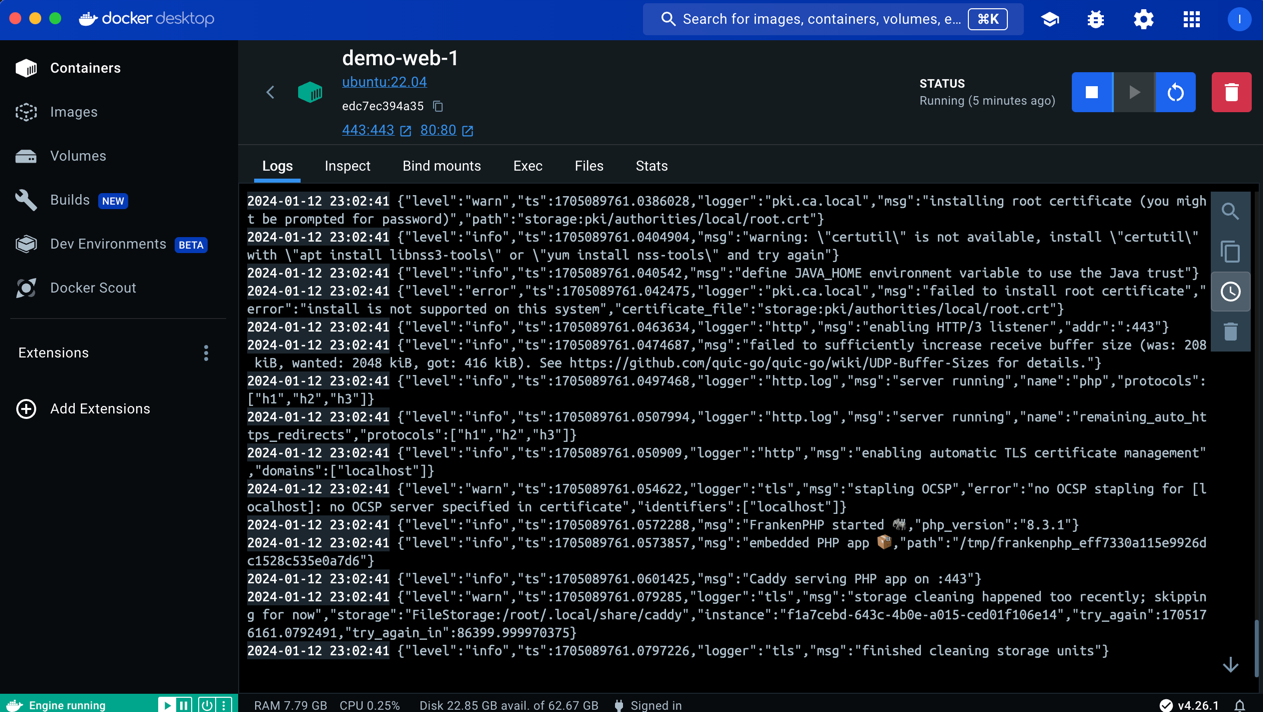 docker desktop
Search for images, containers, volumes, e... ⌘K
I
Containers
Images
Volumes
Builds NEW
Dev Environments BETA
Docker Scout
Extensions
Add Extensions
demo-web-1
ubuntu:22.04
edc7ec394a35
443:443 80:80
STATUS
Running (5 minutes ago)
Logs Inspect Bind mounts Exec Files Stats
2024-01-12 23:02:41 {"level":"warn","ts":1705089761.0386028,"logger":"pki.ca.local","msg":"installing root certificate (you migh
t be prompted for password)","path":"storage:pki/authorities/local/root.crt"}
2024-01-12 23:02:41 {"level":"info","ts":1705089761.0404904,"msg":"warning: \"certutil\" is not available, install \"certutil\"
with \"apt install libnss3-tools\" or \"yum install nss-tools\" and try again"}
2024-01-12 23:02:41 {"level":"info","ts":1705089761.040542,"msg":"define JAVA_HOME environment variable to use the Java trust"}
2024-01-12 23:02:41 {"level":"error","ts":1705089761.042475,"logger":"pki.ca.local","msg":"failed to install root certificate","
error":"install is not supported on this system","certificate_file":"storage:pki/authorities/local/root.crt"}
2024-01-12 23:02:41 {"level":"info","ts":1705089761.0463634,"logger":"http","msg":"enabling HTTP/3 listener","addr":":443"}
2024-01-12 23:02:41 {"level":"info","ts":1705089761.0474687,"msg":"failed to sufficiently increase receive buffer size (was: 208
kiB, wanted: 2048 kiB, got: 416 kiB). See https://github.com/quic-go/quic-go/wiki/UDP-Buffer-Sizes for details."}
2024-01-12 23:02:41 {"level":"info","ts":1705089761.0497468,"logger":"http.log","msg":"server running","name":"php","protocols":
["h1","h2","h3"]}
2024-01-12 23:02:41 {"level":"info","ts":1705089761.0507994,"logger":"http.log","msg":"server running","name":"remaining_auto_ht
tps_redirects","protocols":["h1","h2","h3"]}
2024-01-12 23:02:41 {"level":"info","ts":1705089761.050909,"logger":"http","msg":"enabling automatic TLS certificate management"
,"domains":["localhost"]}
2024-01-12 23:02:41 {"level":"warn","ts":1705089761.054622,"logger":"tls","msg":"stapling OCSP","error":"no OCSP stapling for [l
ocalhost]: no OCSP server specified in certificate","identifiers":["localhost"]}
2024-01-12 23:02:41 {"level":"info","ts":1705089761.0572288,"msg":"FrankenPHP started 🐘","php_version":"8.3.1"}
2024-01-12 23:02:41 {"level":"info","ts":1705089761.0573857,"msg":"embedded PHP app 📦","path":"/tmp/frankenphp_eff7330a115e9926d
dc1528c535e0a7d6"}
2024-01-12 23:02:41 {"level":"info","ts":1705089761.0601425,"msg":"Caddy serving PHP app on :443"}
2024-01-12 23:02:41 {"level":"warn","ts":1705089761.079285,"logger":"tls","msg":"storage cleaning happened too recently; skippin
g for now","storage":"FileStorage:/root/.local/share/caddy","instance":"f1a7cebd-643c-4b0e-a015-ced01f106e14","try_again":170517
6161.0792491,"try_again_in":86399.999970375}
2024-01-12 23:02:41 {"level":"info","ts":1705089761.0797226,"logger":"tls","msg":"finished cleaning storage units"}
Engine running
RAM 7.79 GB CPU 0.25% Disk 22.85 GB avail. of 62.67 GB Signed in v4.26.1